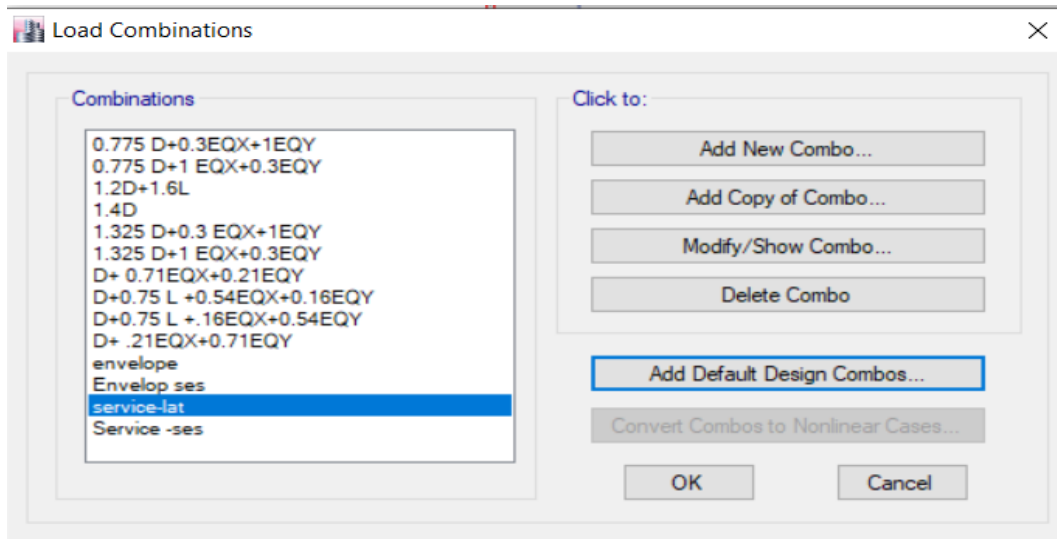 Load Combinations
Combinations
0.775 D+0.3EQX+1EQY
0.775 D+1 EQX+0.3EQY
1.2D+1.6L
1.4D
1.325 D+0.3 EQX+1EQY
1.325 D+1 EQX+0.3EQY
D+ 0.71EQX+0.21EQY
D+0.75 L +0.54EQX+0.16EQY
D+0.75 L +.16EQX+0.54EQY
D+ .21EQX+0.71EQY
envelope
Envelop ses
service-lat
Service -ses
Click to:
Add New Combo...
Add Copy of Combo...
Modify/Show Combo...
Delete Combo
Add Default Design Combos...
Convert Combos to Nonlinear Cases...
OK
Cancel